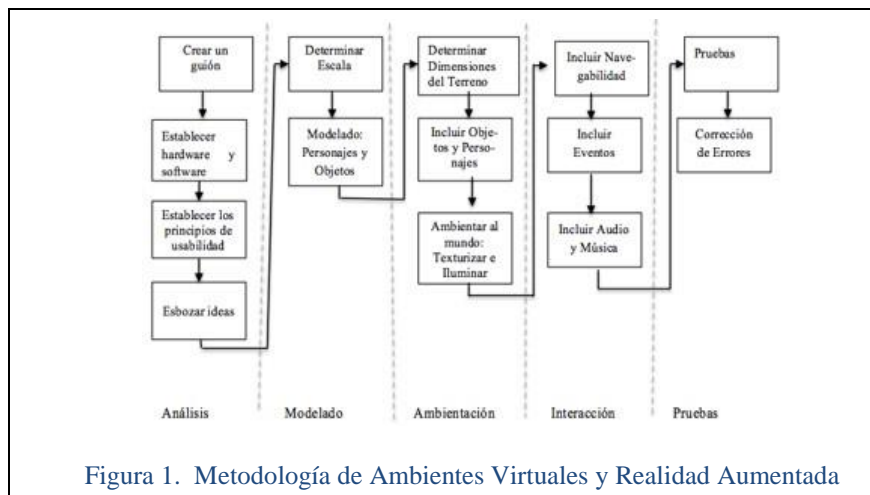 Crear un
guión
Establecer
hardware y
software
Establecer los
principios de
usabilidad
Esbozar ideas
Determinar
Escala
Modelado:
Personajes y
Objetos
Determinar
Dimensiones
del Terreno
Incluir Obje-
tos y Perso-
najes
Ambientar al
mundo:
Texturizar e
Iluminar
Incluir Nave-
gabilidad
Incluir
Eventos
Incluir Audio
y Música
Pruebas
Corrección
de Errores
Análisis
Modelado
Ambientación
Interacción
Pruebas
Figura 1. Metodología de Ambientes Virtuales y Realidad Aumentada